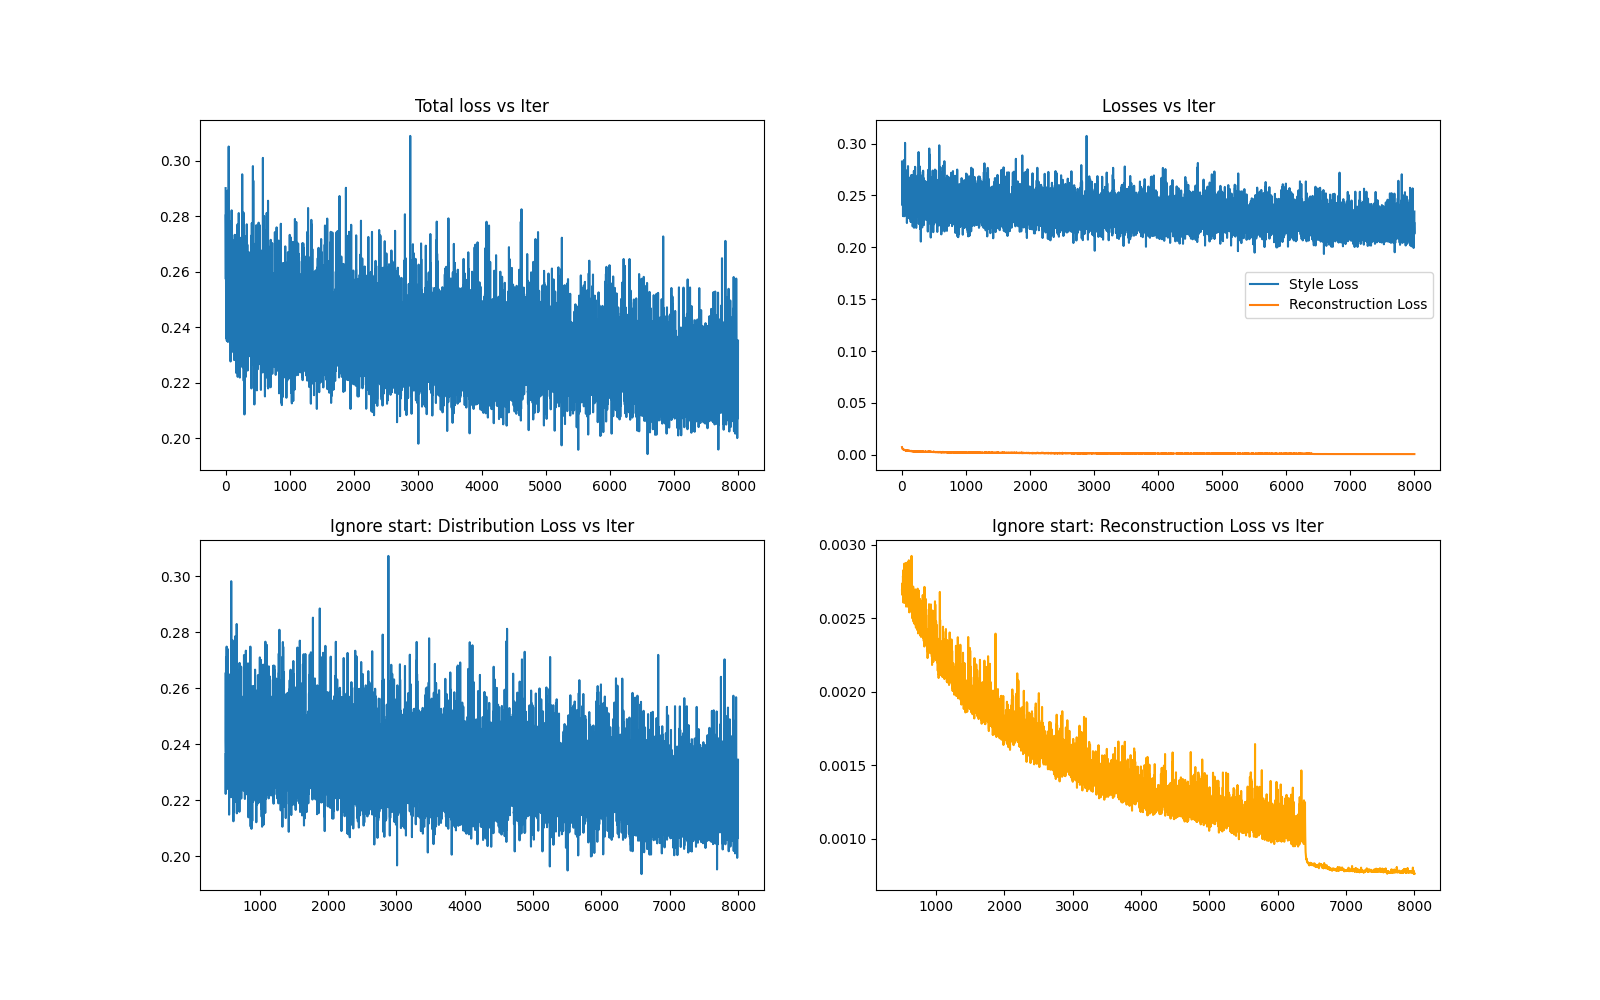 Total loss vs Iter
0.30
0.28
0.26
0.24
0.22
0.20
0 1000 2000 3000 4000 5000 6000 7000 8000
Losses vs Iter
0.30
0.25
0.20
0.15
0.10
0.05
0.00
Style Loss
Reconstruction Loss
0 1000 2000 3000 4000 5000 6000 7000 8000
Ignore start: Distribution Loss vs Iter
0.30
0.28
0.26
0.24
0.22
0.20
1000 2000 3000 4000 5000 6000 7000 8000
Ignore start: Reconstruction Loss vs Iter
0.0030
0.0025
0.0020
0.0015
0.0010
1000 2000 3000 4000 5000 6000 7000 8000